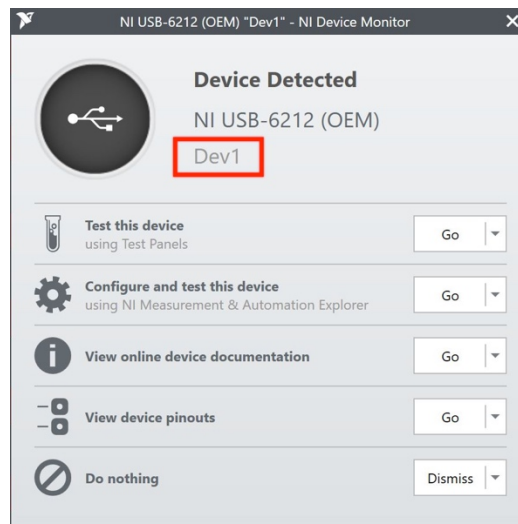 NI USB-6212 (OEM) "Dev1" - NI Device Monitor
Device Detected
NI USB-6212 (OEM)
Dev1
Test this device
using Test Panels
Go
Configure and test this device
using NI Measurement & Automation Explorer
Go
View online device documentation
Go
View device pinouts
Go
Do nothing
Dismiss